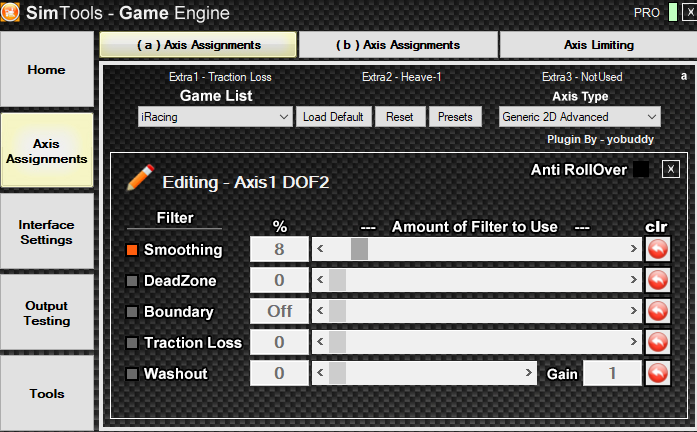 SimTools - Game Engine PRO X
Home
Axis Assignments
Interface Settings
Output Testing
Tools
( a ) Axis Assignments ( b ) Axis Assignments Axis Limiting
Extra1 - Traction Loss Extra2 - Heave-1 Extra3 - NotUsed a
Game List Axis Type
iRacing Load Default Reset Presets Generic 2D Advanced
Plugin By - yobuddy
Editing - Axis1 DOF2 Anti RollOver X
Filter % --- Amount of Filter to Use --- clr
Smoothing 8 < >
DeadZone 0 < >
Boundary Off < >
Traction Loss 0 < >
Washout 0 < > Gain 1